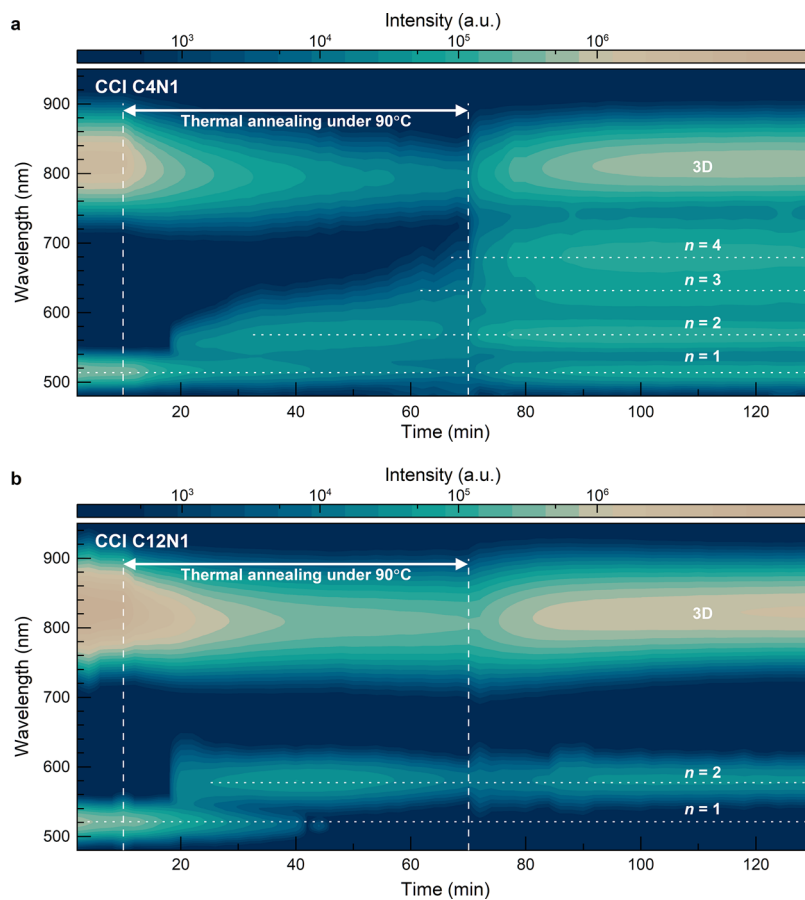 a
Intensity (a.u.)
10³ 10⁴ 10⁵ 10⁶
CCI C4N1
Thermal annealing under 90°C
900
800
700
600
500
Wavelength (nm)
3D
n = 4
n = 3
n = 2
n = 1
20 40 60 80 100 120
Time (min)
b
Intensity (a.u.)
10³ 10⁴ 10⁵ 10⁶
CCI C12N1
Thermal annealing under 90°C
900
800
700
600
500
Wavelength (nm)
3D
n = 2
n = 1
20 40 60 80 100 120
Time (min)